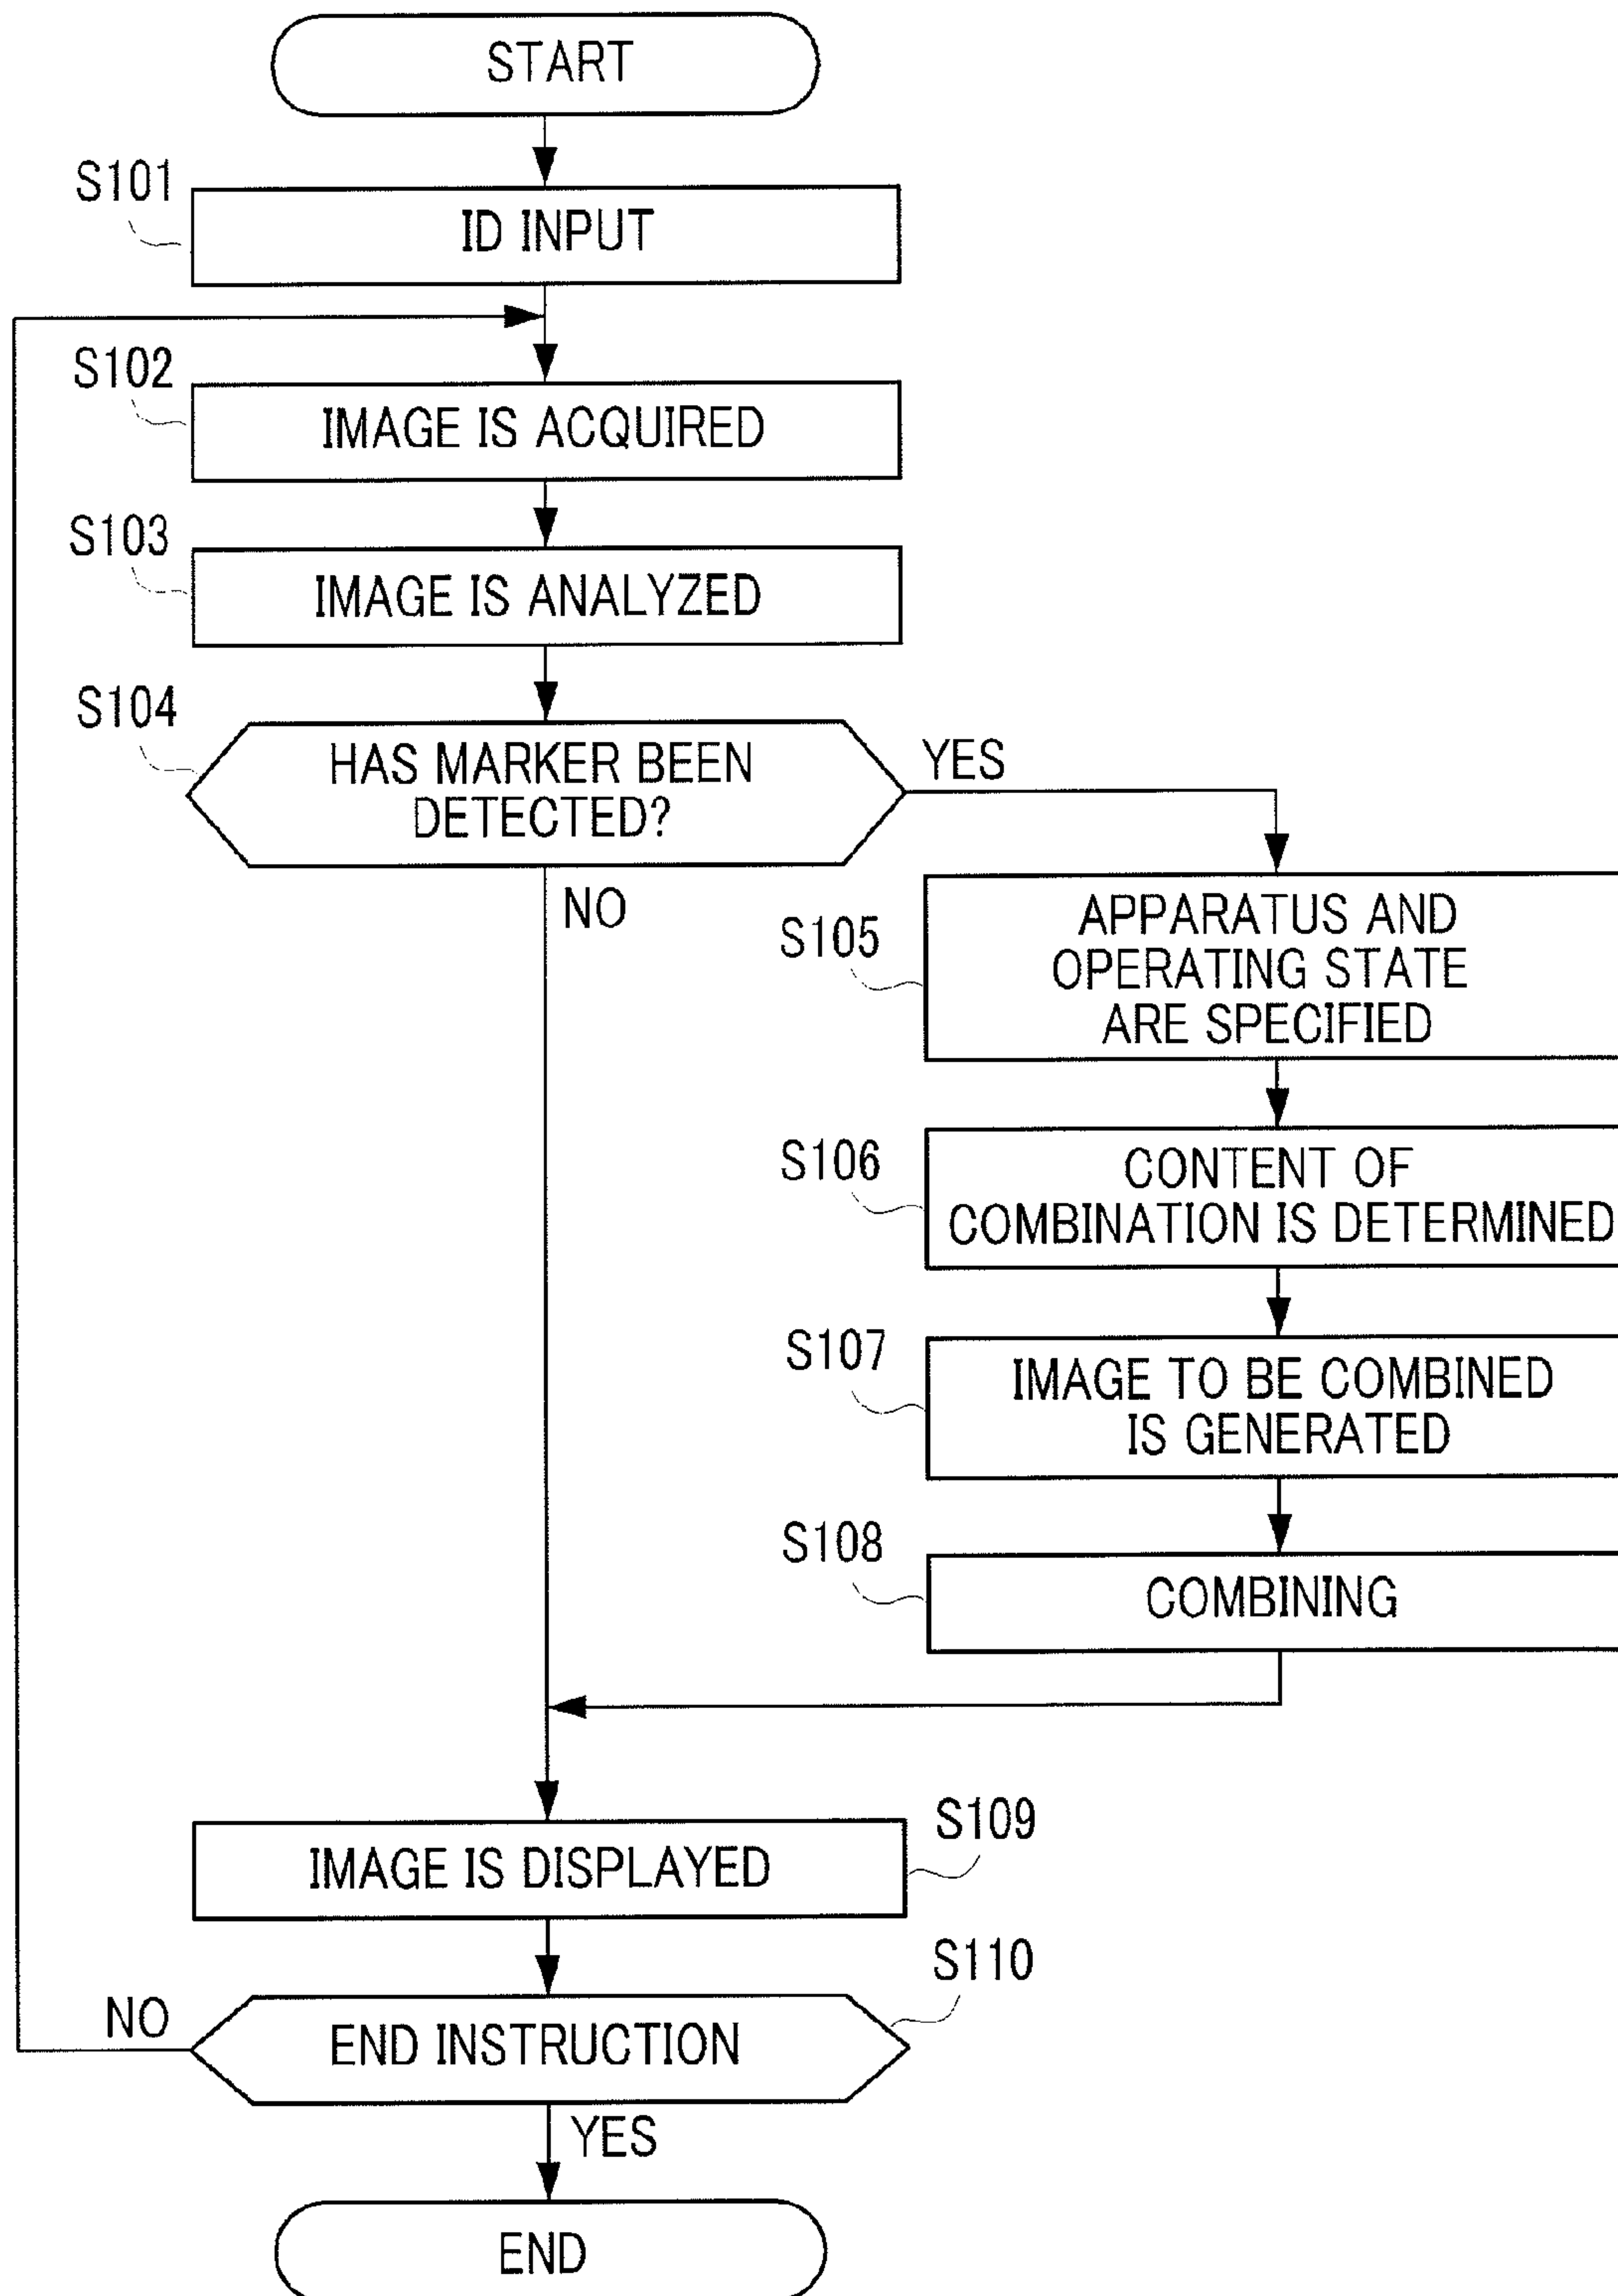 START
S101
ID INPUT
S102
IMAGE IS ACQUIRED
S103
IMAGE IS ANALYZED
S104
HAS MARKER BEEN
DETECTED?
YES
NO
S105
APPARATUS AND
OPERATING STATE
ARE SPECIFIED
S106
CONTENT OF
COMBINATION IS DETERMINED
S107
IMAGE TO BE COMBINED
IS GENERATED
S108
COMBINING
S109
IMAGE IS DISPLAYED
S110
NO
END INSTRUCTION
YES
END